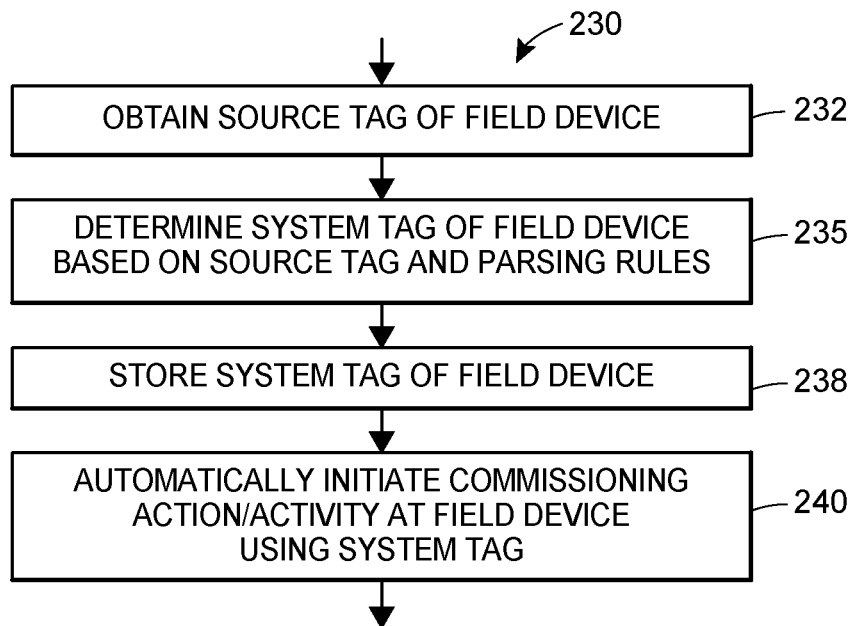 230
OBTAIN SOURCE TAG OF FIELD DEVICE
232
DETERMINE SYSTEM TAG OF FIELD DEVICE
BASED ON SOURCE TAG AND PARSING RULES
235
STORE SYSTEM TAG OF FIELD DEVICE
238
AUTOMATICALLY INITIATE COMMISSIONING
ACTION/ACTIVITY AT FIELD DEVICE
USING SYSTEM TAG
240